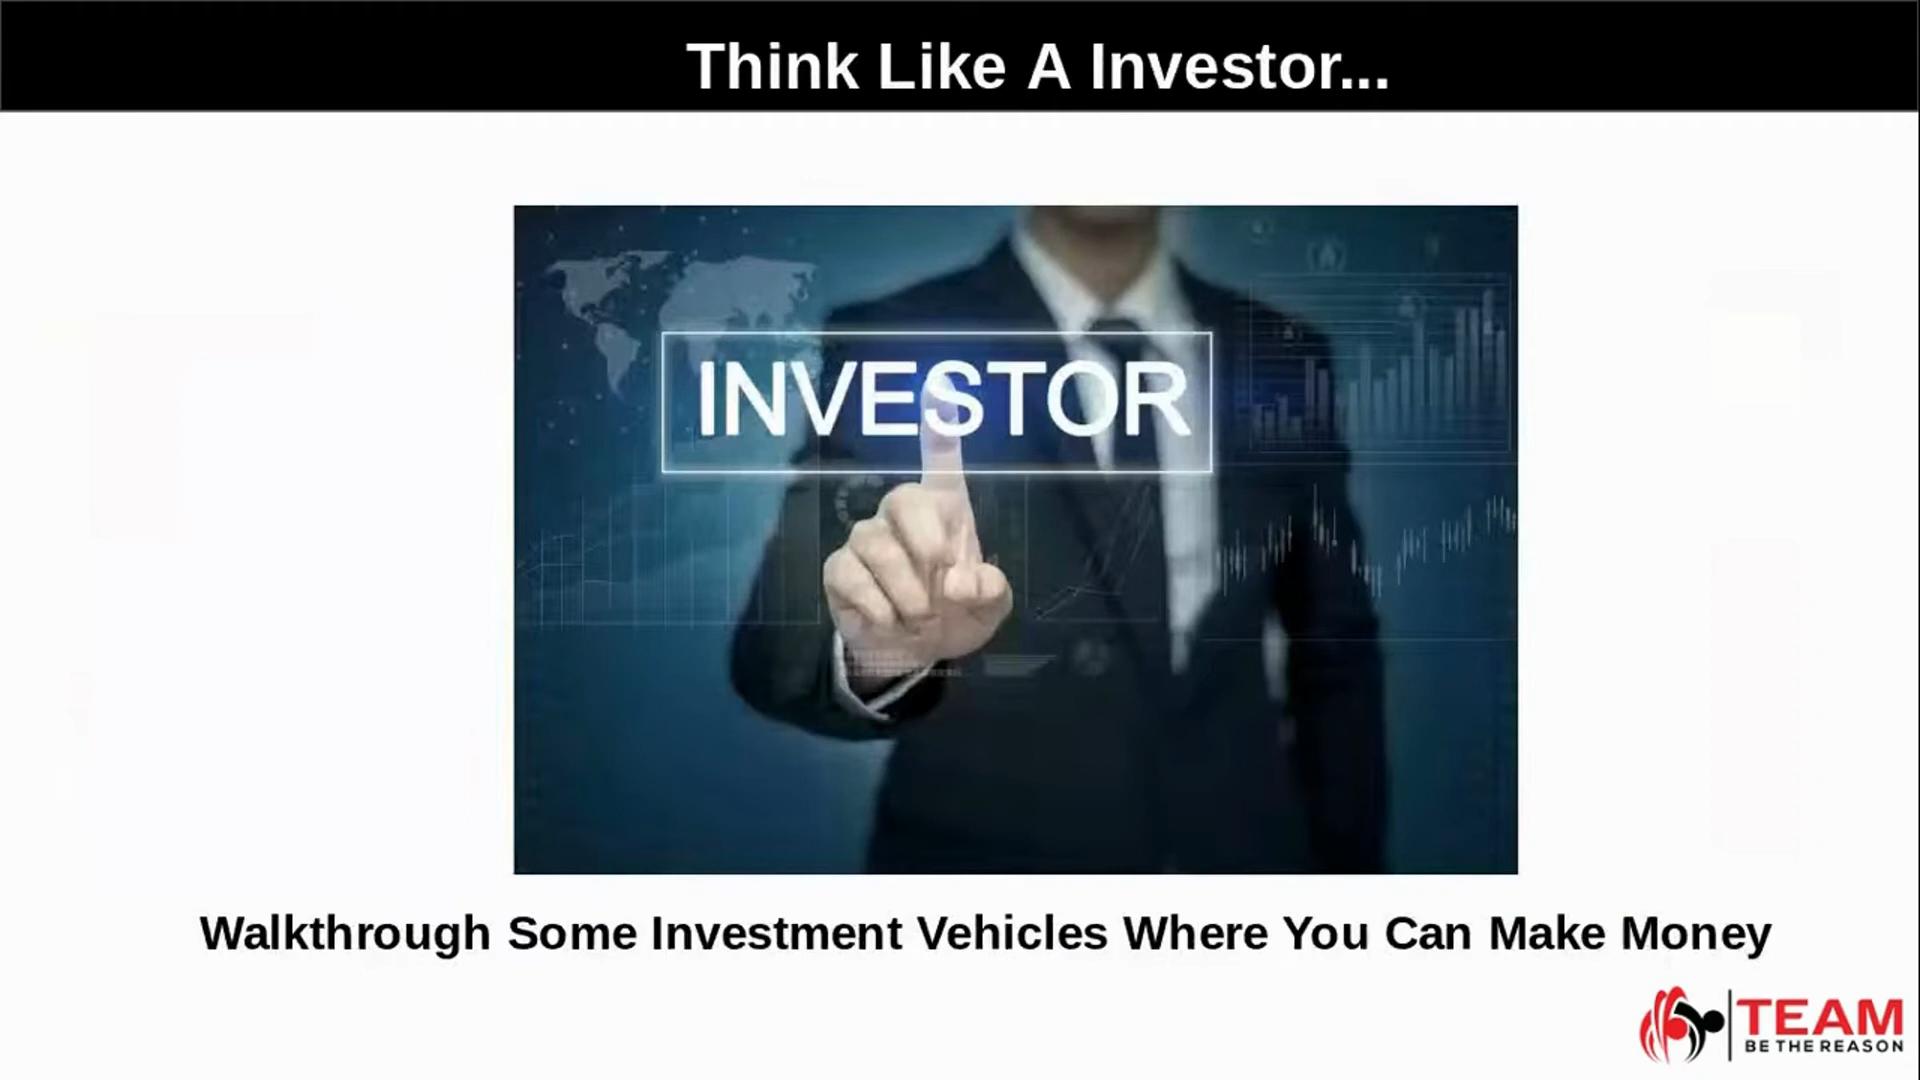 Think Like A Investor...
INVESTOR
Walkthrough Some Investment Vehicles Where You Can Make Money
TEAM
BE THE REASON